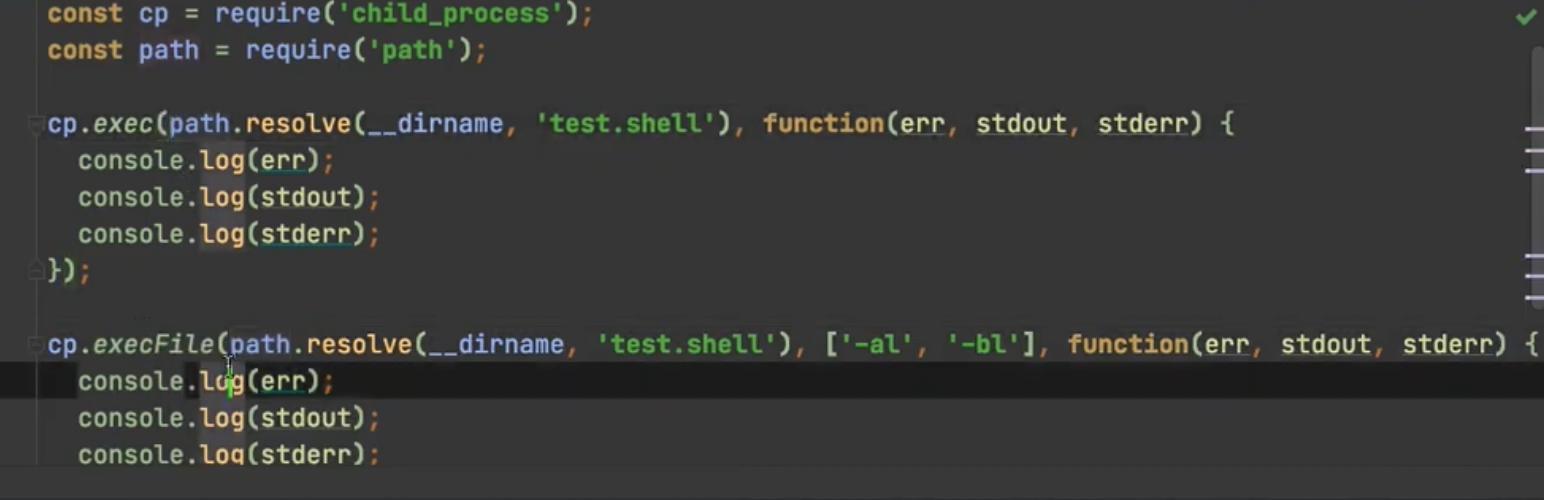 const cp = require('child_process');
const path = require('path');
cp.exec(path.resolve(__dirname, 'test.shell'), function(err, stdout, stderr) {
console.log(err);
console.log(stdout);
console.log(stderr);
});
cp.execFile(path.resolve(__dirname, 'test.shell'), ['-al', '-bl'], function(err, stdout, stderr) {
console.log(err);
console.log(stdout);
console.log(stderr);